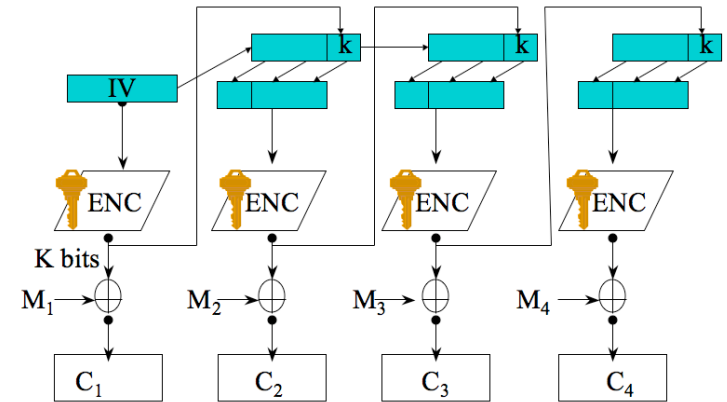 k k k
IV
ENC ENC ENC ENC
K bits
M₁ M₂ M₃ M₄
C₁ C₂ C₃ C₄